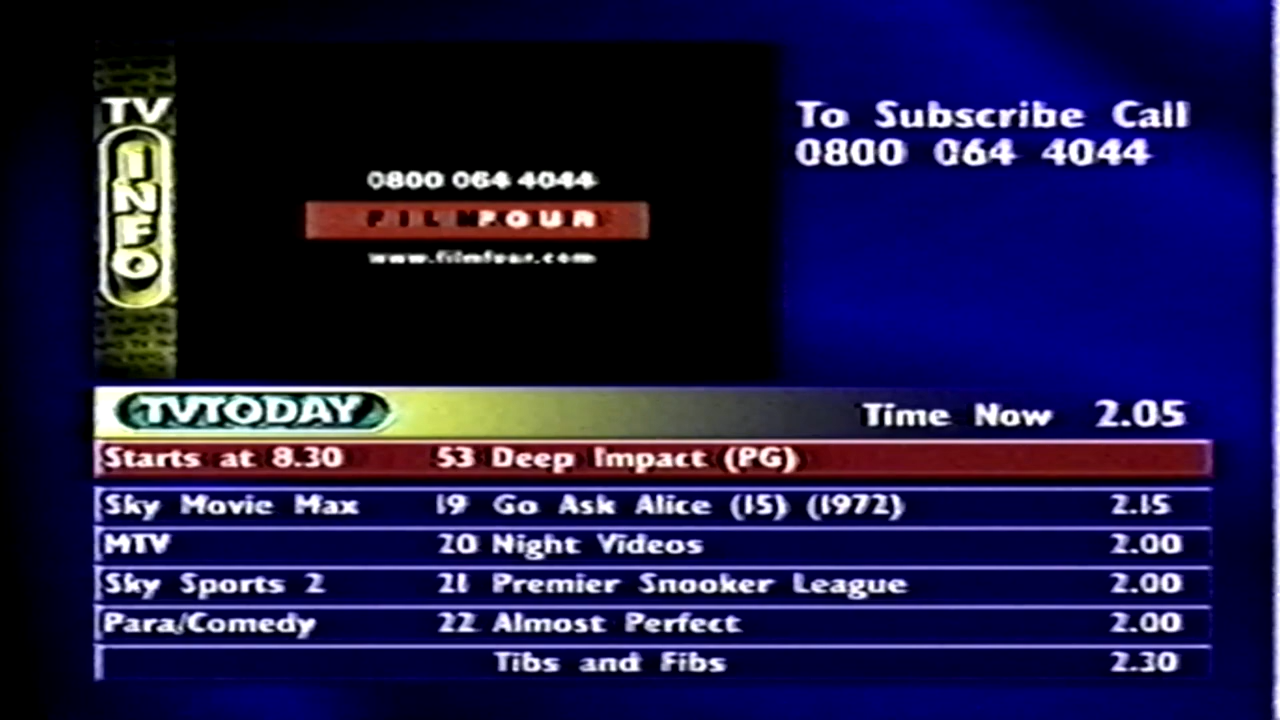 TV
INFO
0800 064 4044
FILMFOUR
www.filmfour.com
To Subscribe Call
0800 064 4044
TVTODAY
Time Now 2.05
Starts at 8.30 53 Deep Impact (PG)
Sky Movie Max 19 Go Ask Alice (15) (1972) 2.15
MTV 20 Night Videos 2.00
Sky Sports 2 21 Premier Snooker League 2.00
Para/Comedy 22 Almost Perfect 2.00
Tibs and Fibs 2.30